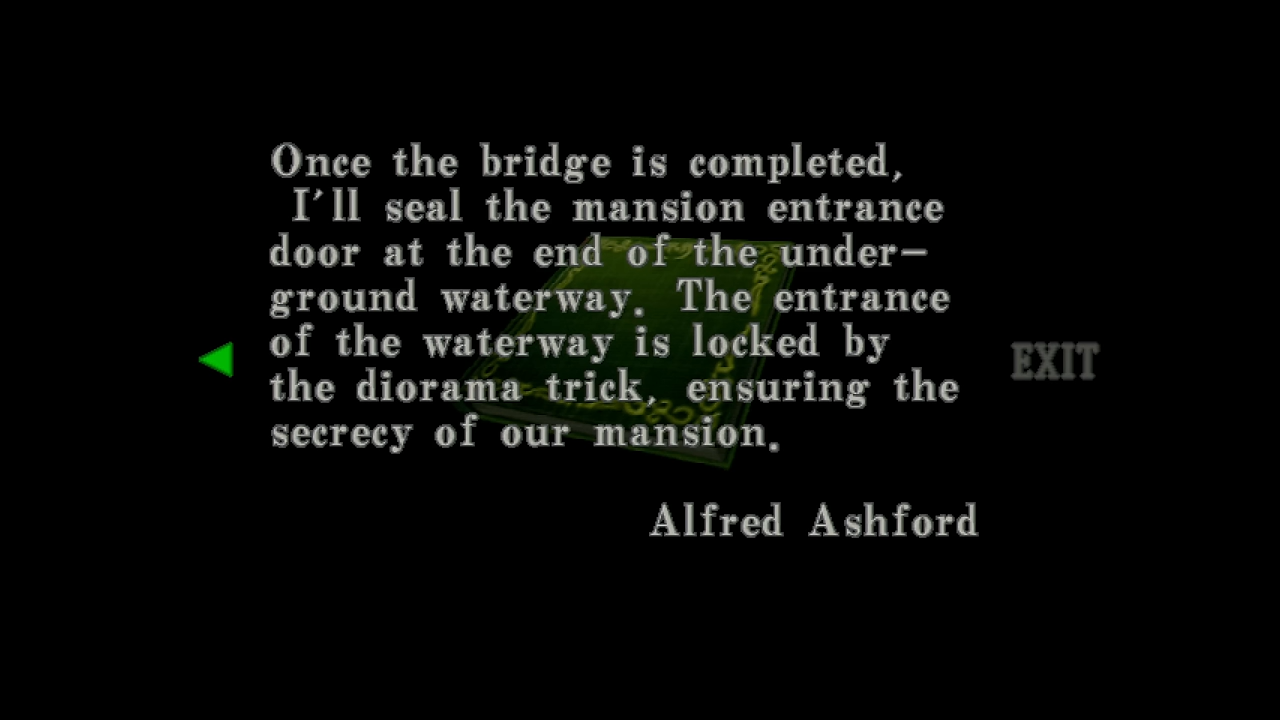 Once the bridge is completed,
I'll seal the mansion entrance
door at the end of the under-
ground waterway. The entrance
of the waterway is locked by
the diorama trick, ensuring the
secrecy of our mansion.
EXIT
Alfred Ashford